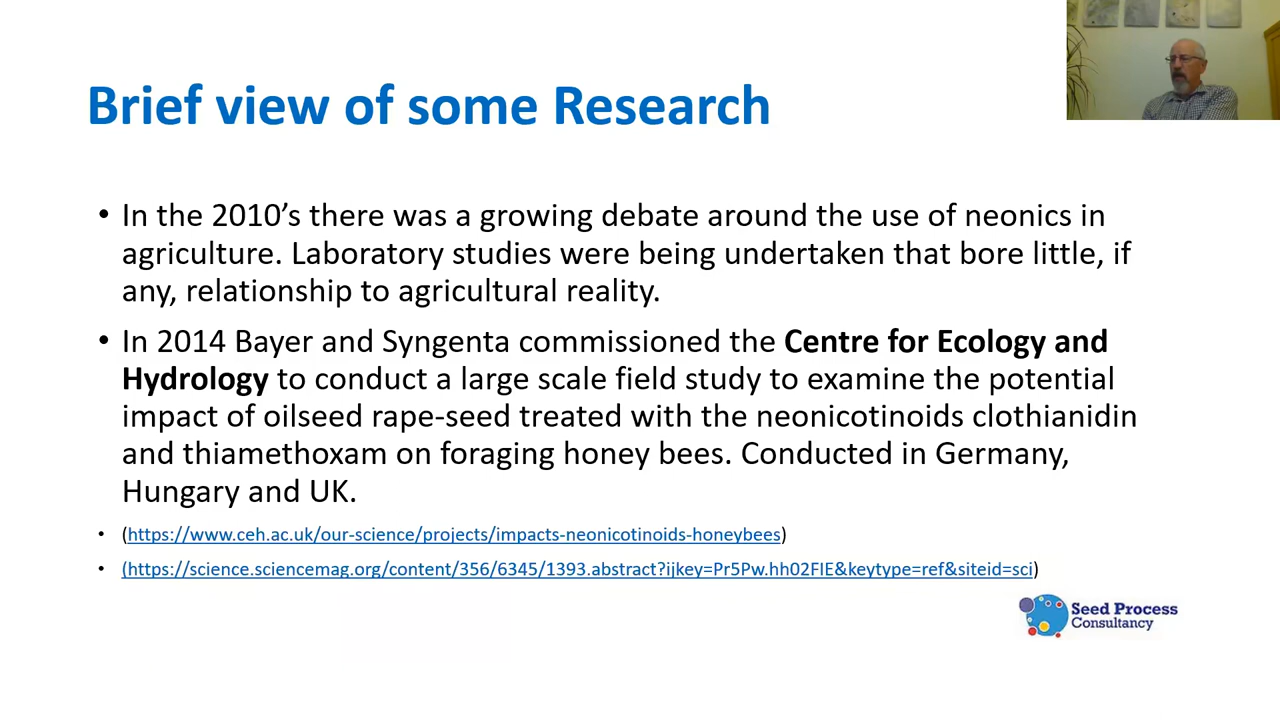 Brief view of some Research
• In the 2010’s there was a growing debate around the use of neonics in
agriculture. Laboratory studies were being undertaken that bore little, if
any, relationship to agricultural reality.
• In 2014 Bayer and Syngenta commissioned the Centre for Ecology and
Hydrology to conduct a large scale field study to examine the potential
impact of oilseed rape-seed treated with the neonicotinoids clothianidin
and thiamethoxam on foraging honey bees. Conducted in Germany,
Hungary and UK.
• (https://www.ceh.ac.uk/our-science/projects/impacts-neonicotinoids-honeybees)
• (https://science.sciencemag.org/content/356/6345/1393.abstract?ijkey=Pr5Pw.hh02FIE&keytype=ref&siteid=sci)
Seed Process
Consultancy